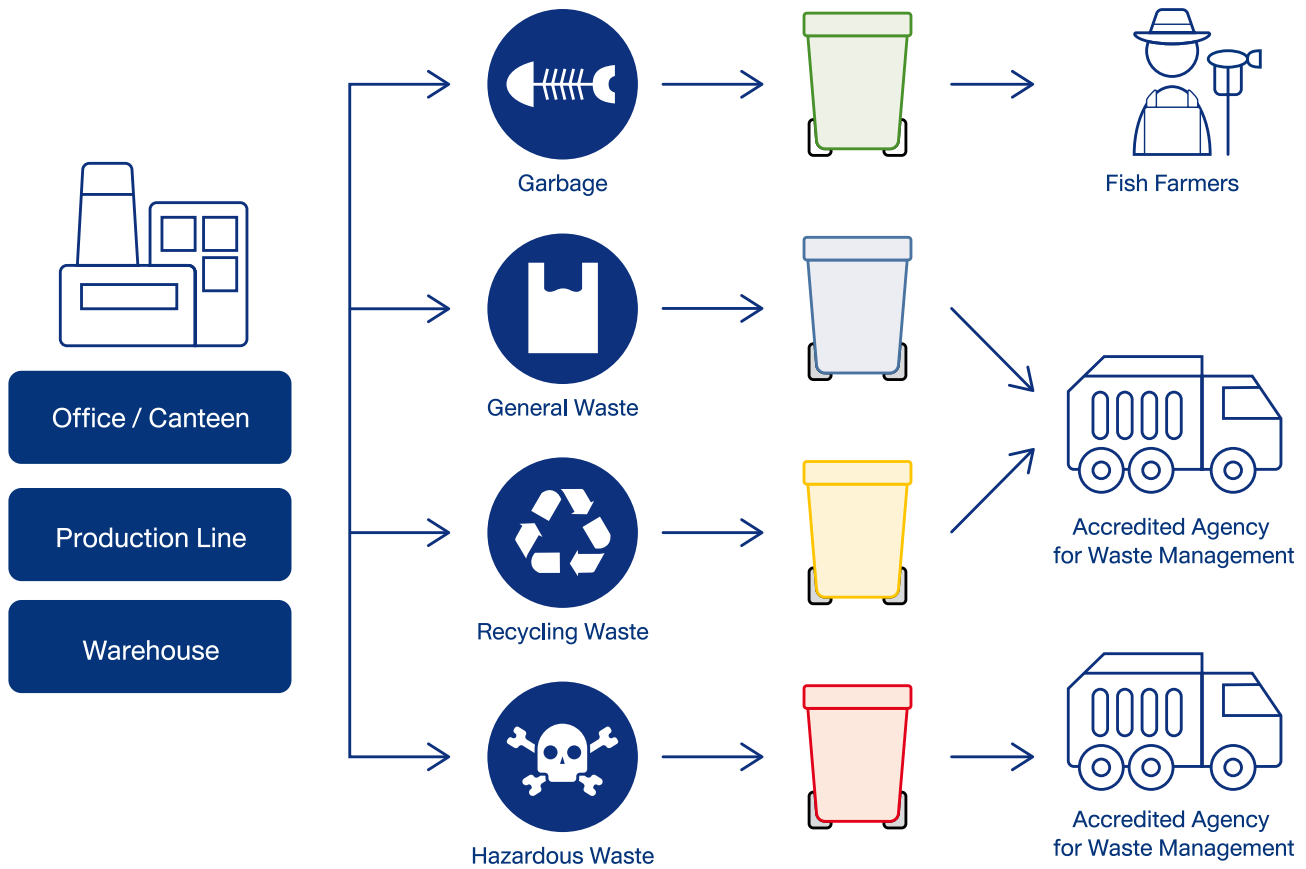 Office / Canteen
Production Line
Warehouse
Garbage
General Waste
Recycling Waste
Hazardous Waste
Fish Farmers
Accredited Agency
for Waste Management
Accredited Agency
for Waste Management